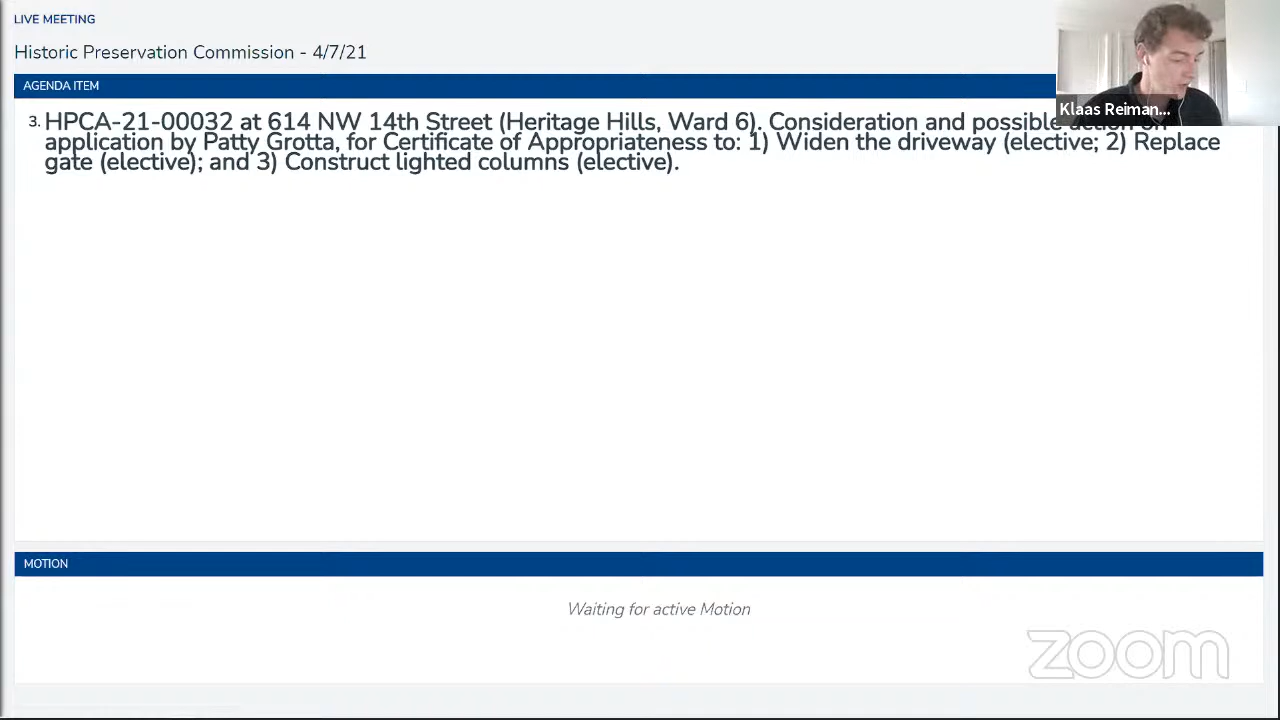 LIVE MEETING
Historic Preservation Commission - 4/7/21
AGENDA ITEM
3. HPCA-21-00032 at 614 NW 14th Street (Heritage Hills, Ward 6). Consideration and possible action on
application by Patty Grotta, for Certificate of Appropriateness to: 1) Widen the driveway (elective; 2) Replace
gate (elective); and 3) Construct lighted columns (elective).
Klaas Reiman...
MOTION
Waiting for active Motion
zoom